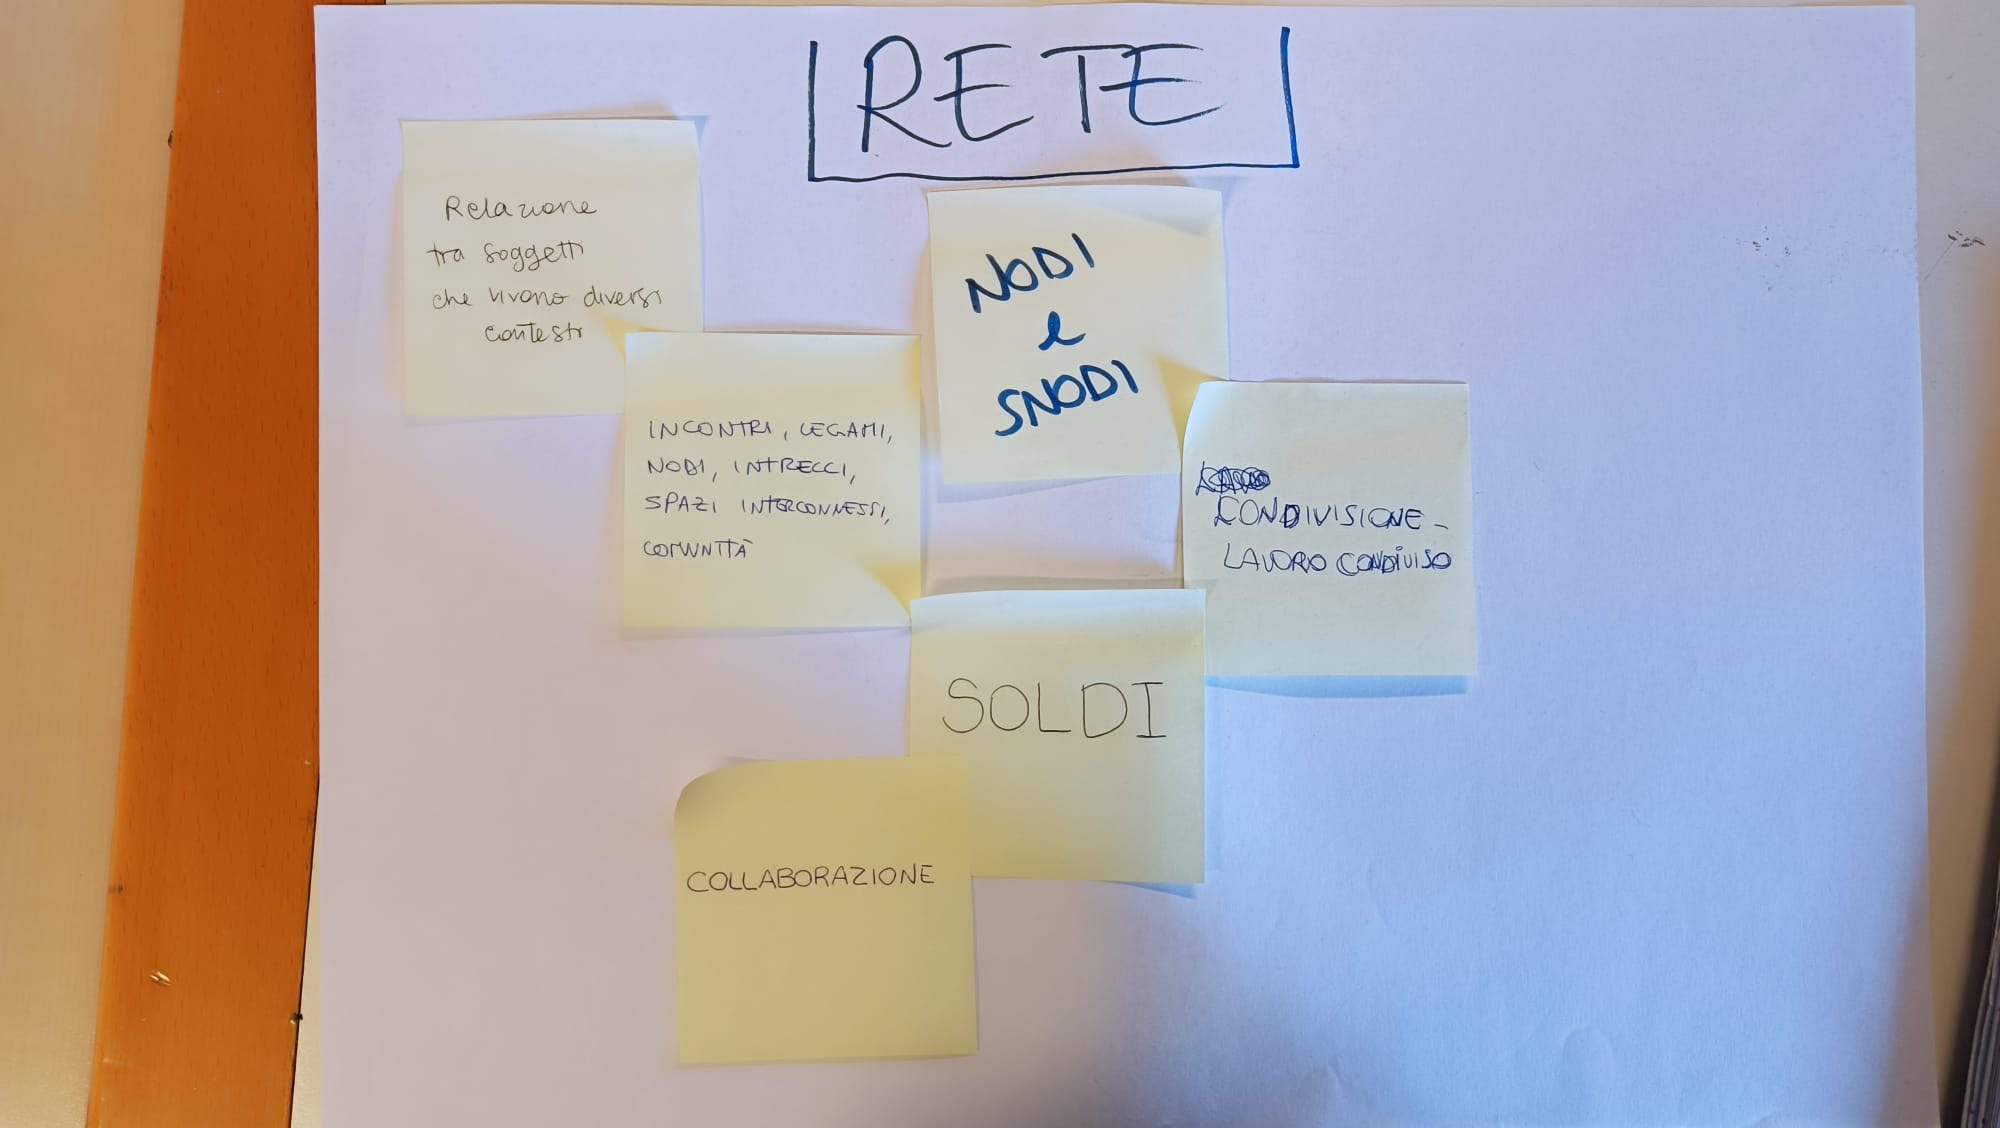 RETE
Relazione
tra soggetti
che vivono diversi
contesti
NODI
e
SNODI
INCONTRI, LEGAMI,
NODI, INTRECCI,
SPAZI INTERCONNESSI,
COMUNITÀ
CONDIVISIONE -
LAVORO CONDIVISO
SOLDI
COLLABORAZIONE